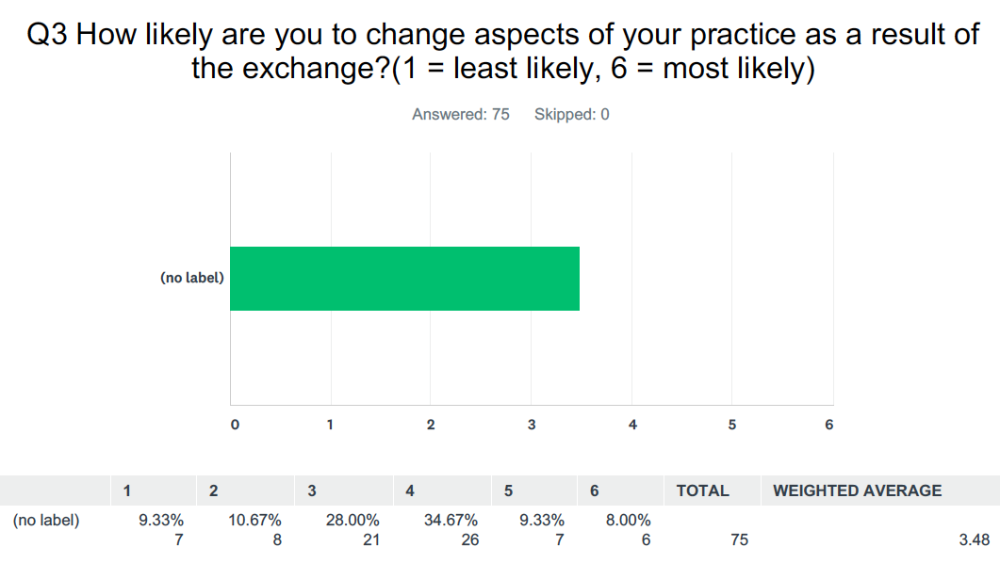 Q3 How likely are you to change aspects of your practice as a result of
the exchange?(1 = least likely, 6 = most likely)
Answered: 75 Skipped: 0
(no label)
0 1 2 3 4 5 6
1 2 3 4 5 6 TOTAL WEIGHTED AVERAGE
(no label) 9.33% 10.67% 28.00% 34.67% 9.33% 8.00%
7 8 21 26 7 6 75 3.48